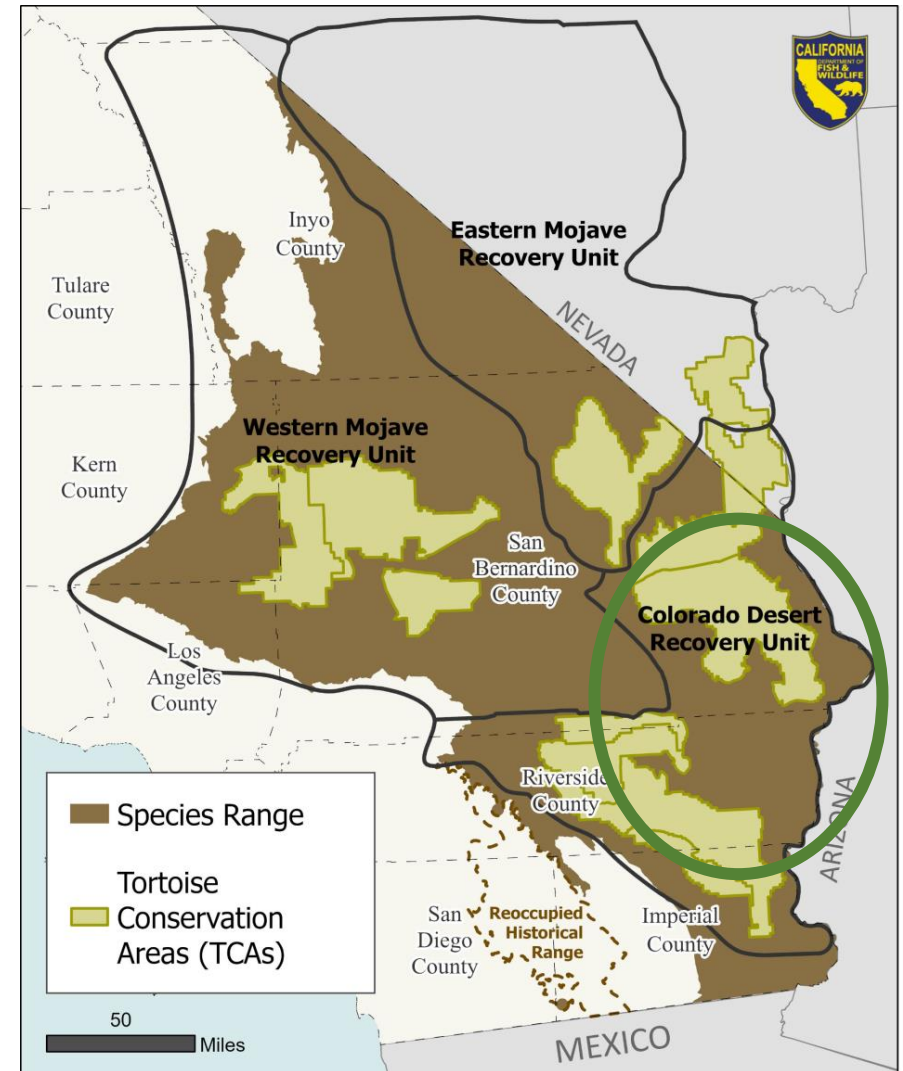 CALIFORNIA
DEPARTMENT OF
FISH &
WILDLIFE
Inyo
County
Eastern Mojave
Recovery Unit
Tulare
County
NEVADA
Western Mojave
Recovery Unit
Kern
County
San
Bernardino
County
Colorado Desert
Recovery Unit
Los
Angeles
County
Riverside
County
ARIZONA
Species Range
Tortoise
Conservation
Areas (TCAs)
San
Diego
County
Reoccupied
Historical
Range
Imperial
County
50
Miles
MEXICO